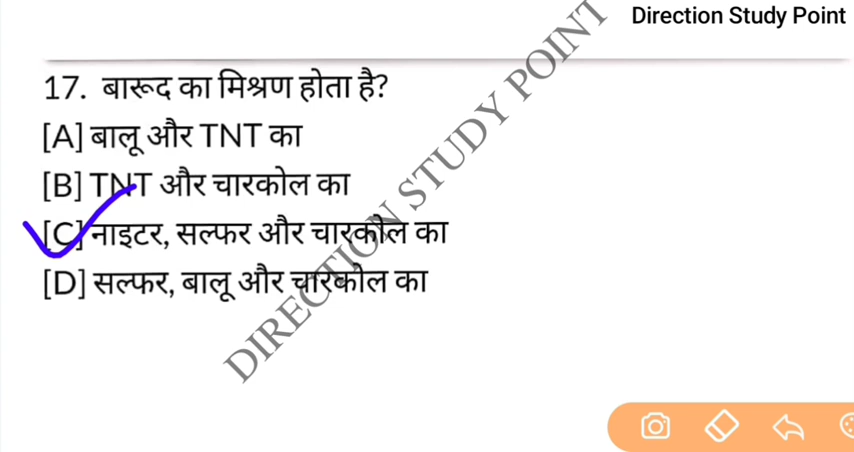 Direction Study Point
17. बारूद का मिश्रण होता है?
[A] बालू और TNT का
[B] TNT और चारकोल का
[C] नाइटर, सल्फर और चारकोल का
[D] सल्फर, बालू और चारकोल का
DIRECTION STUDY POINT